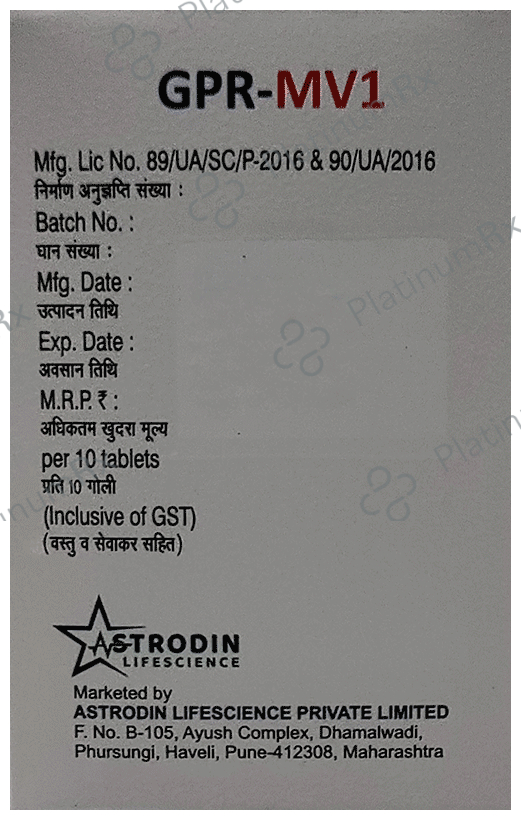 GPR-MV1
Mfg. Lic No. 89/UA/SC/P-2016 & 90/UA/2016
निर्माण अनुज्ञप्ति संख्या :
Batch No. :
घान संख्या :
Mfg. Date :
उत्पादन तिथि
Exp. Date :
अवसान तिथि
M.R.P. ₹ :
अधिकतम खुदरा मूल्य
per 10 tablets
प्रति 10 गोली
(Inclusive of GST)
(वस्तु व सेवाकर सहित)
ASTRODIN
LIFESCIENCE
Marketed by
ASTRODIN LIFESCIENCE PRIVATE LIMITED
F. No. B-105, Ayush Complex, Dhamalwadi,
Phursungi, Haveli, Pune-412308, Maharashtra
PlatinumRx